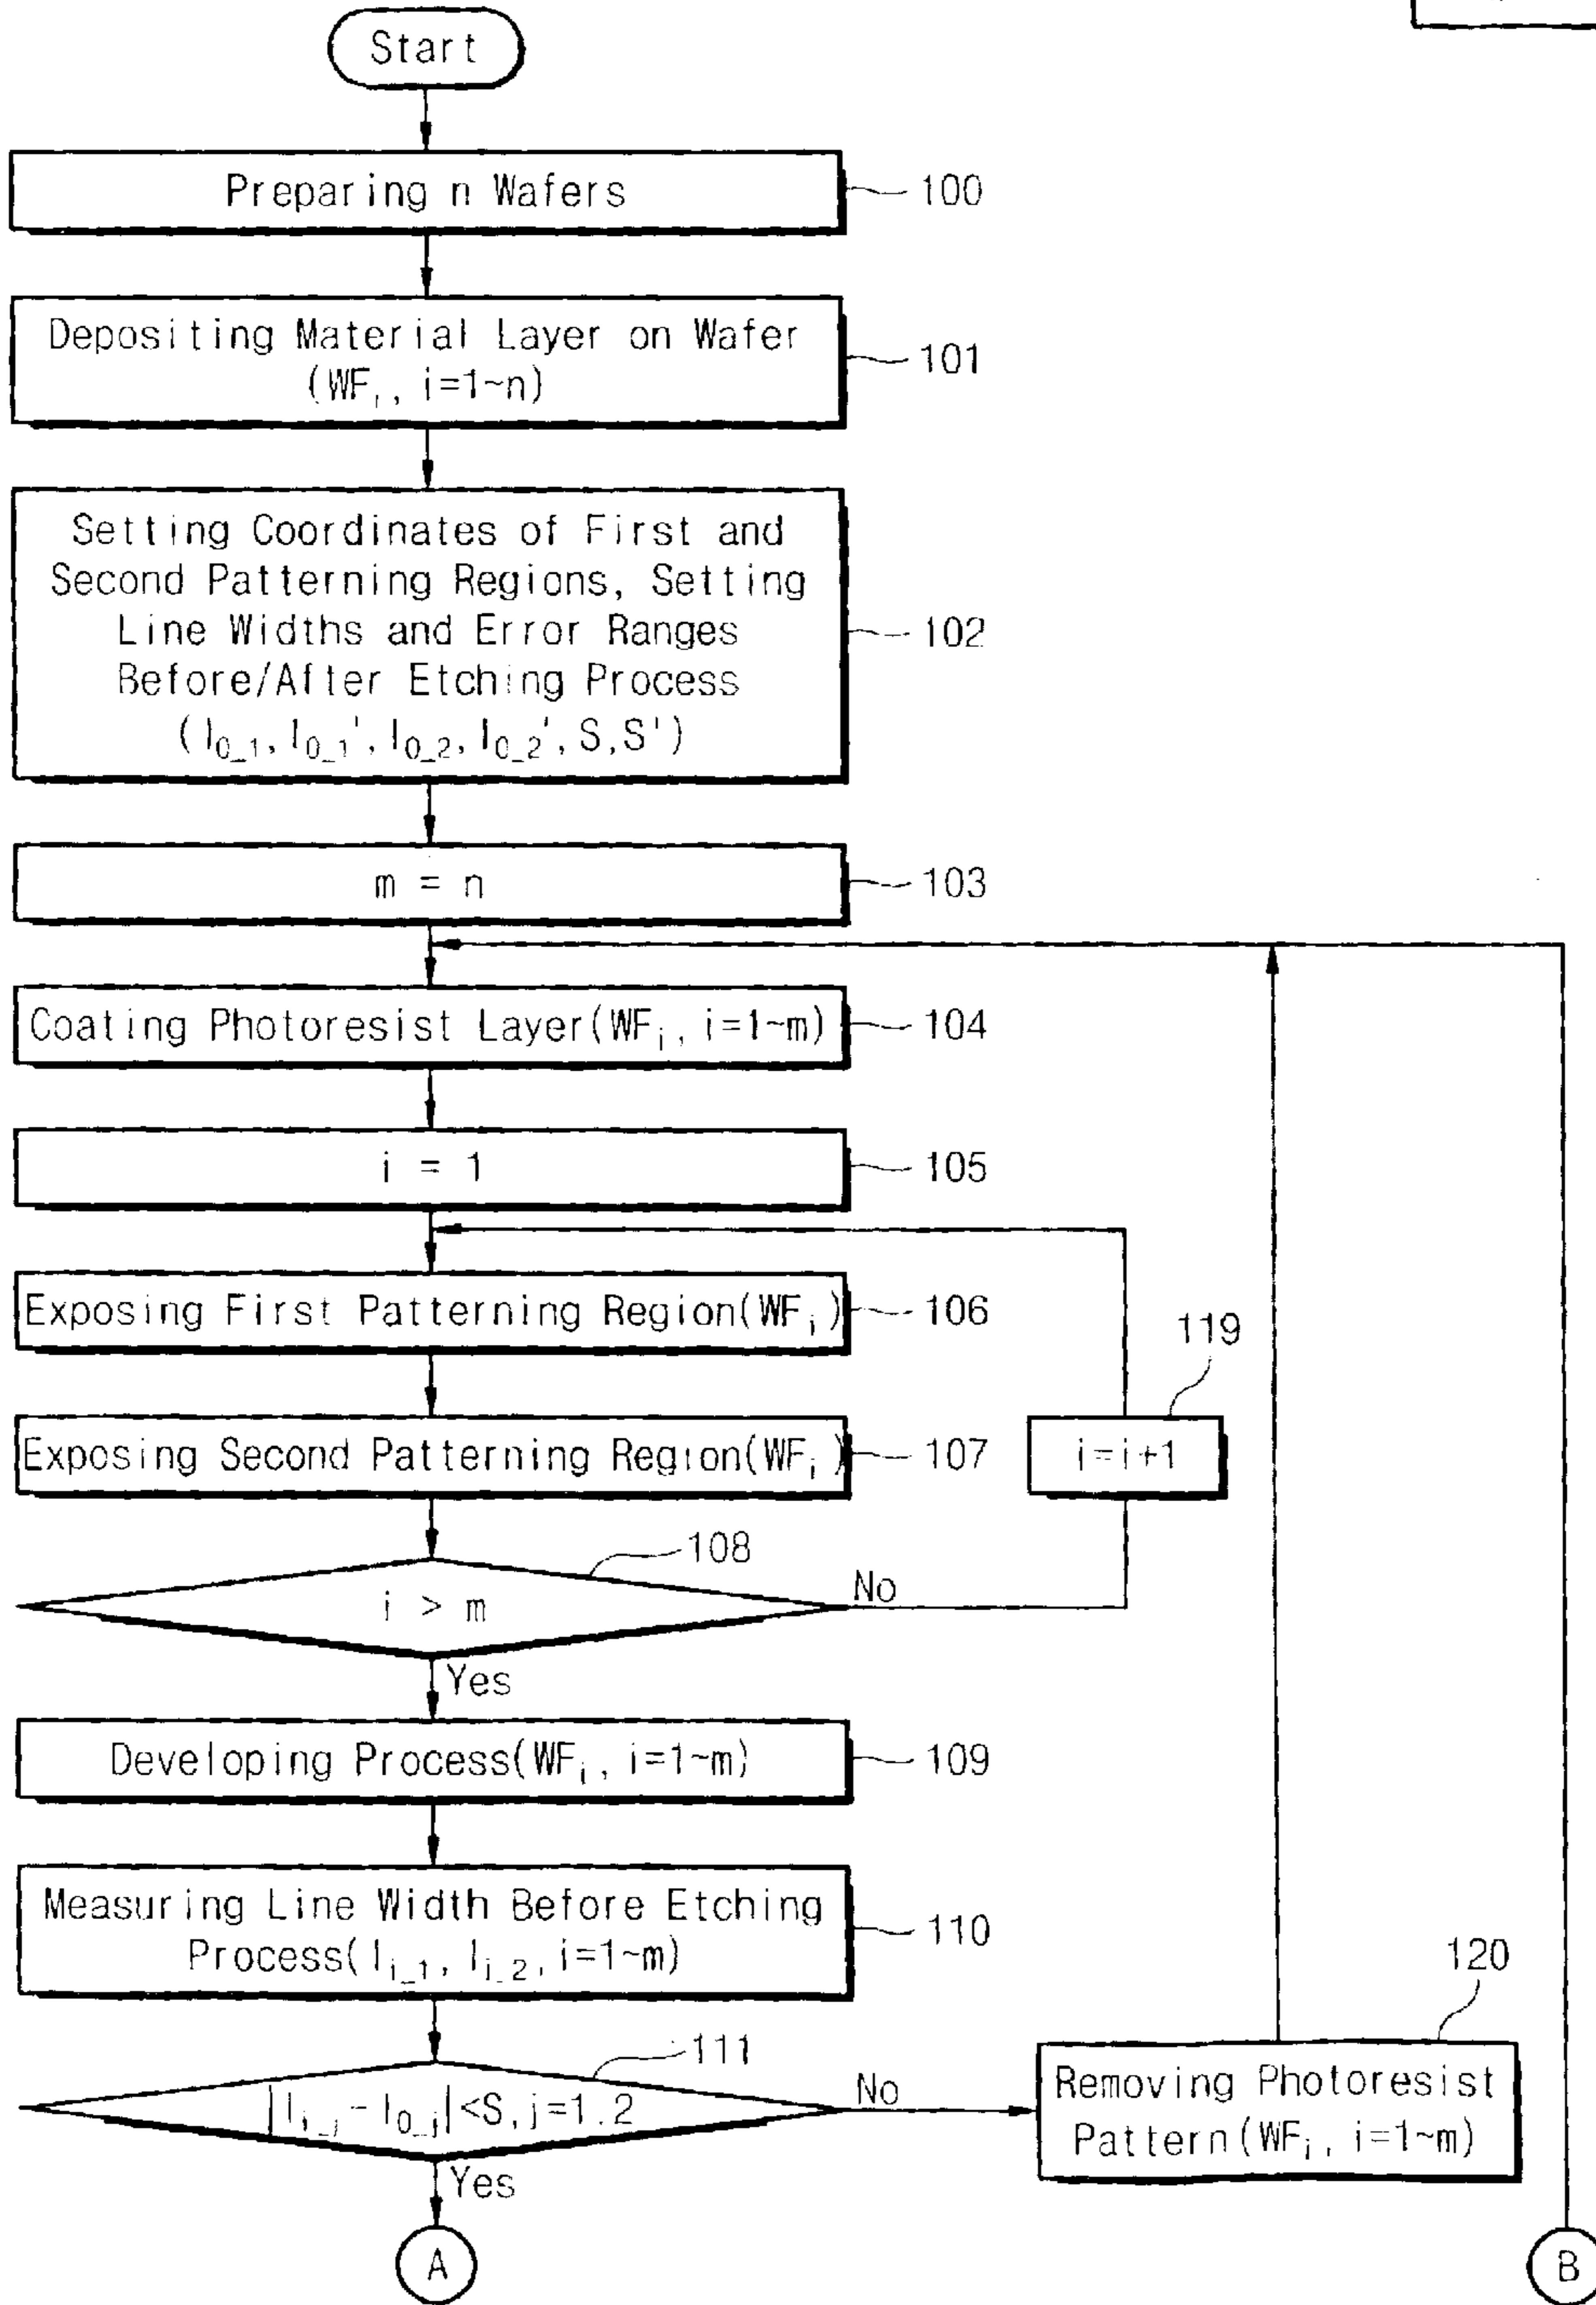 Start
Preparing n Wafers
100
Depositing Material Layer on Wafer
(WFᵢ, i=1~n)
101
Setting Coordinates of First and
Second Patterning Regions, Setting
Line Widths and Error Ranges
Before/After Etching Process
(l₀_₁, l₀_₁', l₀_₂, l₀_₂', S,S')
102
m = n
103
Coating Photoresist Layer(WFᵢ, i=1~m)
104
i = 1
105
Exposing First Patterning Region(WFᵢ)
106
119
Exposing Second Patterning Region(WFᵢ)
107
i=i+1
108
i > m
No
Yes
Developing Process(WFᵢ, i=1~m)
109
Measuring Line Width Before Etching
Process(lᵢ_₁, lᵢ_₂, i=1~m)
110
120
111
|lᵢ_ⱼ - l₀_ⱼ|<S, j=1.2
No
Removing Photoresist
Pattern(WFᵢ, i=1~m)
Yes
A
B